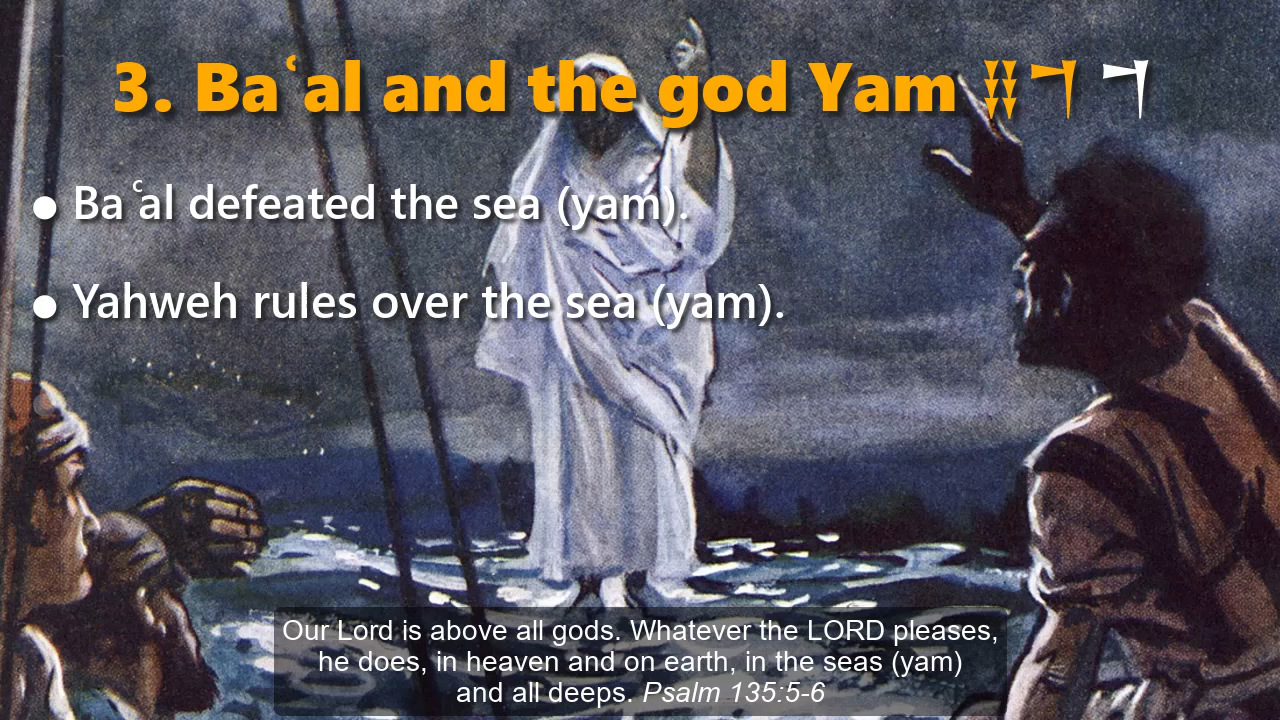 3. Baʿal and the god Yam 𐎊𐎎 𐎎
● Baʿal defeated the sea (yam).
● Yahweh rules over the sea (yam).
Our Lord is above all gods. Whatever the LORD pleases,
he does, in heaven and on earth, in the seas (yam)
and all deeps. Psalm 135:5-6